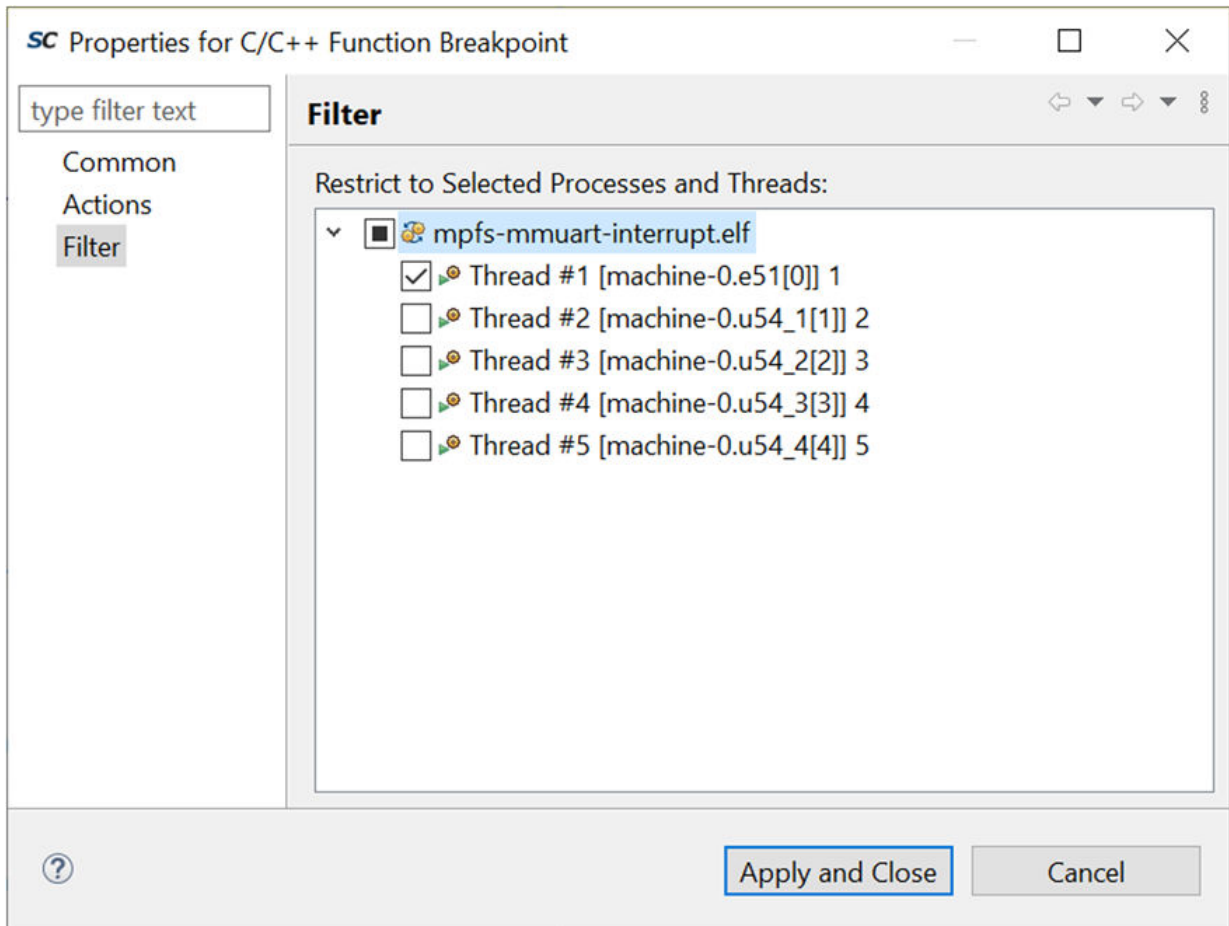 SC Properties for C/C++ Function Breakpoint
type filter text
Common
Actions
Filter
Filter
Restrict to Selected Processes and Threads:
mpfs-mmuart-interrupt.elf
Thread #1 [machine-0.e51[0]] 1
Thread #2 [machine-0.u54_1[1]] 2
Thread #3 [machine-0.u54_2[2]] 3
Thread #4 [machine-0.u54_3[3]] 4
Thread #5 [machine-0.u54_4[4]] 5
?
Apply and Close
Cancel